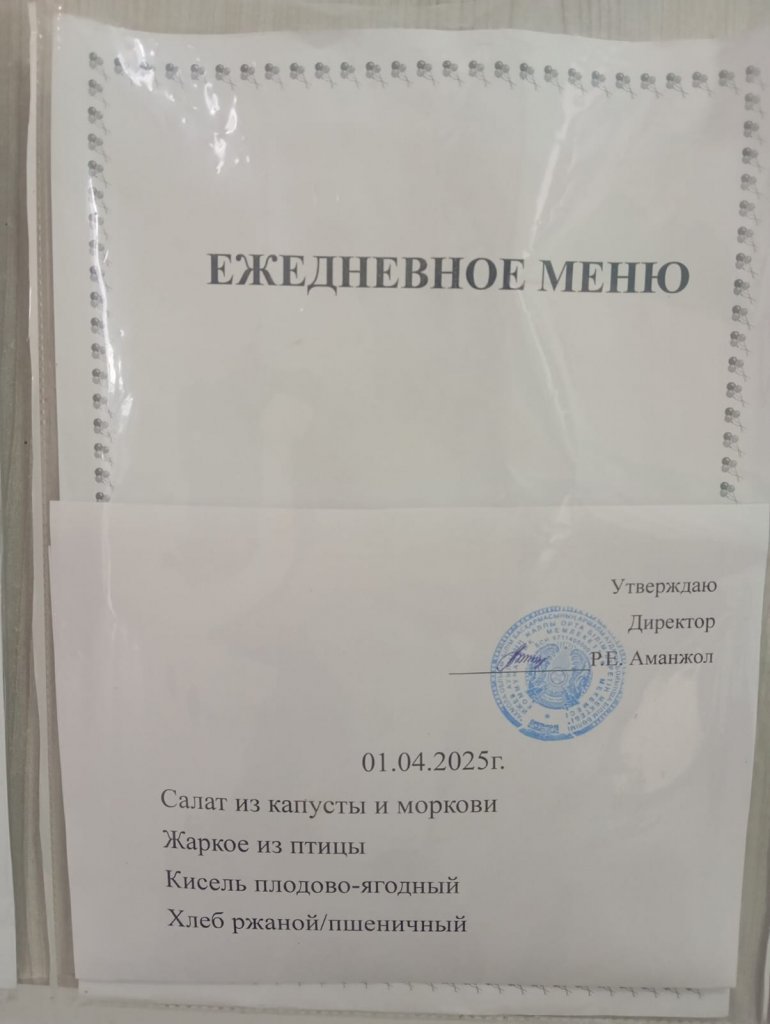 ЕЖЕДНЕВНОЕ МЕНЮ
Утверждаю
Директор
Р.Е. Аманжол
01.04.2025г.
Салат из капусты и моркови
Жаркое из птицы
Кисель плодово-ягодный
Хлеб ржаной/пшеничный